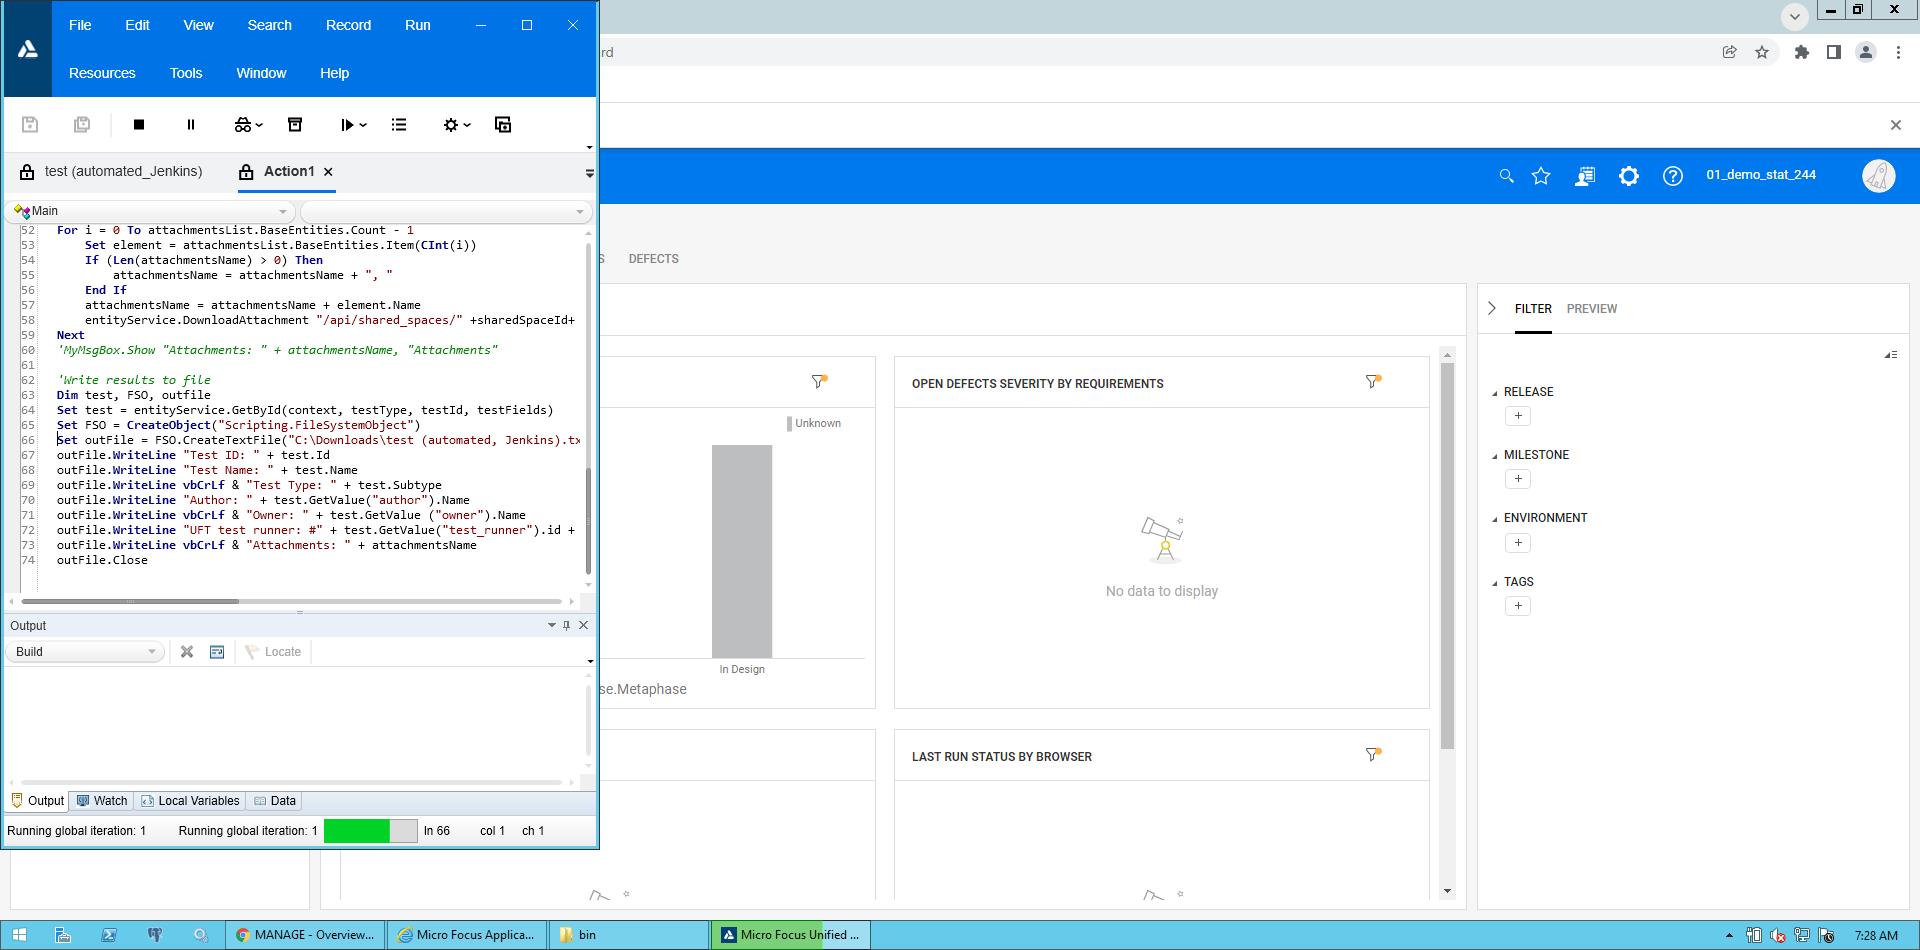 File Edit View Search Record Run
Resources Tools Window Help
rd
test (automated_Jenkins) Action1
01_demo_stat_244
Main
52 For i = 0 To attachmentsList.BaseEntities.Count - 1
53 Set element = attachmentsList.BaseEntities.Item(CInt(i))
54 If (Len(attachmentsName) > 0) Then
55 attachmentsName = attachmentsName + ", "
56 End If
57 attachmentsName = attachmentsName + element.Name
58 entityService.DownloadAttachment "/api/shared_spaces/" +sharedSpaceId+
59 Next
60 'MyMsgBox.Show "Attachments: " + attachmentsName, "Attachments"
61
62 'Write results to file
63 Dim test, FSO, outfile
64 Set test = entityService.GetById(context, testType, testId, testFields)
65 Set FSO = CreateObject("Scripting.FileSystemObject")
66 Set outFile = FSO.CreateTextFile("C:\Downloads\test (automated, Jenkins).tx
67 outFile.WriteLine "Test ID: " + test.Id
68 outFile.WriteLine "Test Name: " + test.Name
69 outFile.WriteLine vbCrLf & "Test Type: " + test.Subtype
70 outFile.WriteLine "Author: " + test.GetValue("author").Name
71 outFile.WriteLine vbCrLf & "Owner: " + test.GetValue ("owner").Name
72 outFile.WriteLine "UFT test runner: #" + test.GetValue("test_runner").id +
73 outFile.WriteLine vbCrLf & "Attachments: " + attachmentsName
74 outFile.Close
Output
Build Locate
Output Watch Local Variables Data
Running global iteration: 1 Running global iteration: 1 ln 66 col 1 ch 1
S DEFECTS
Unknown
In Design
se.Metaphase
OPEN DEFECTS SEVERITY BY REQUIREMENTS
No data to display
LAST RUN STATUS BY BROWSER
FILTER PREVIEW
RELEASE
+
MILESTONE
+
ENVIRONMENT
+
TAGS
+
MANAGE - Overview... Micro Focus Applica... bin Micro Focus Unified ... 7:28 AM